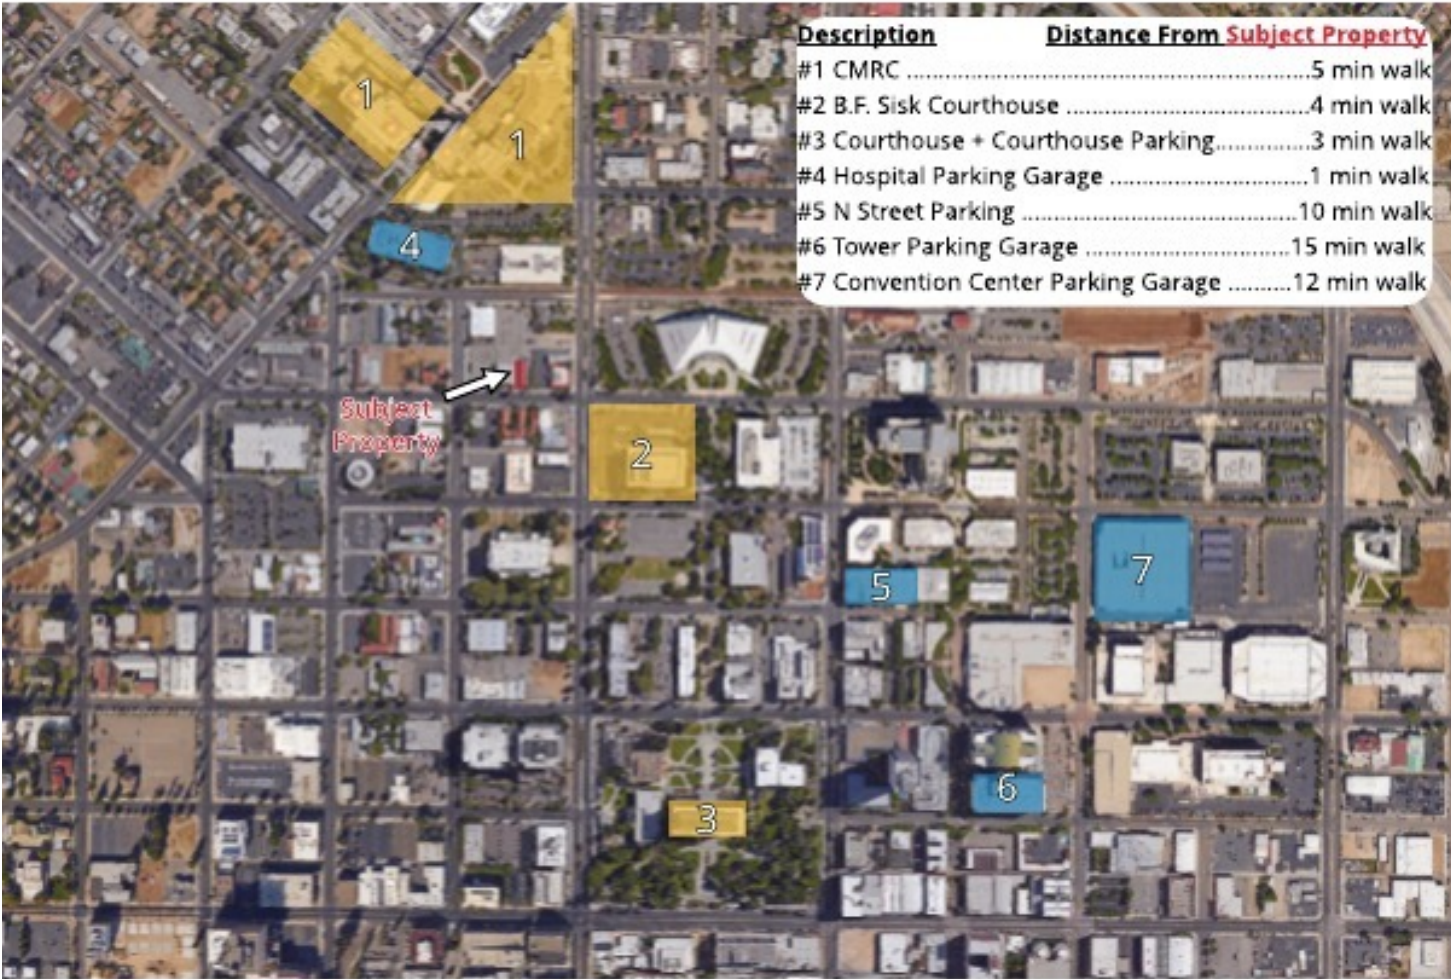 Description Distance From Subject Property
#1 CMRC ........................................................5 min walk
#2 B.F. Sisk Courthouse ...................................4 min walk
#3 Courthouse + Courthouse Parking..............3 min walk
#4 Hospital Parking Garage ............................1 min walk
#5 N Street Parking ........................................10 min walk
#6 Tower Parking Garage ..............................15 min walk
#7 Convention Center Parking Garage ..........12 min walk
1
1
4
Subject
Property
2
5
7
6
3